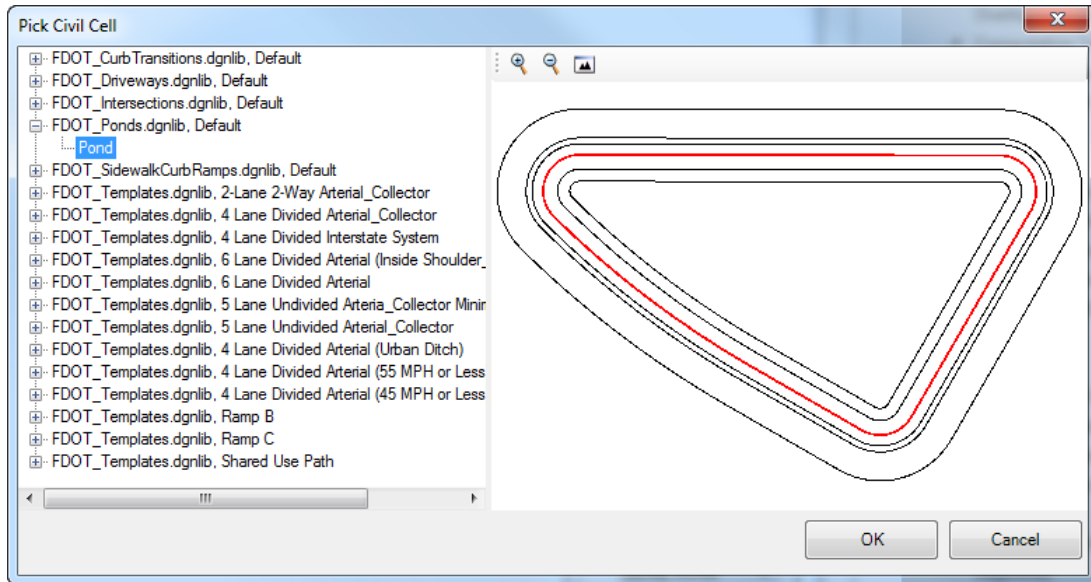 Pick Civil Cell
FDOT_CurbTransitions.dgnlib, Default
FDOT_Driveways.dgnlib, Default
FDOT_Intersections.dgnlib, Default
FDOT_Ponds.dgnlib, Default
Pond
FDOT_SidewalkCurbRamps.dgnlib, Default
FDOT_Templates.dgnlib, 2-Lane 2-Way Arterial_Collector
FDOT_Templates.dgnlib, 4 Lane Divided Arterial_Collector
FDOT_Templates.dgnlib, 4 Lane Divided Interstate System
FDOT_Templates.dgnlib, 6 Lane Divided Arterial (Inside Shoulder_
FDOT_Templates.dgnlib, 6 Lane Divided Arterial
FDOT_Templates.dgnlib, 5 Lane Undivided Arteria_Collector Minir
FDOT_Templates.dgnlib, 5 Lane Undivided Arterial_Collector
FDOT_Templates.dgnlib, 4 Lane Divided Arterial (Urban Ditch)
FDOT_Templates.dgnlib, 4 Lane Divided Arterial (55 MPH or Less
FDOT_Templates.dgnlib, 4 Lane Divided Arterial (45 MPH or Less
FDOT_Templates.dgnlib, Ramp B
FDOT_Templates.dgnlib, Ramp C
FDOT_Templates.dgnlib, Shared Use Path
OK Cancel